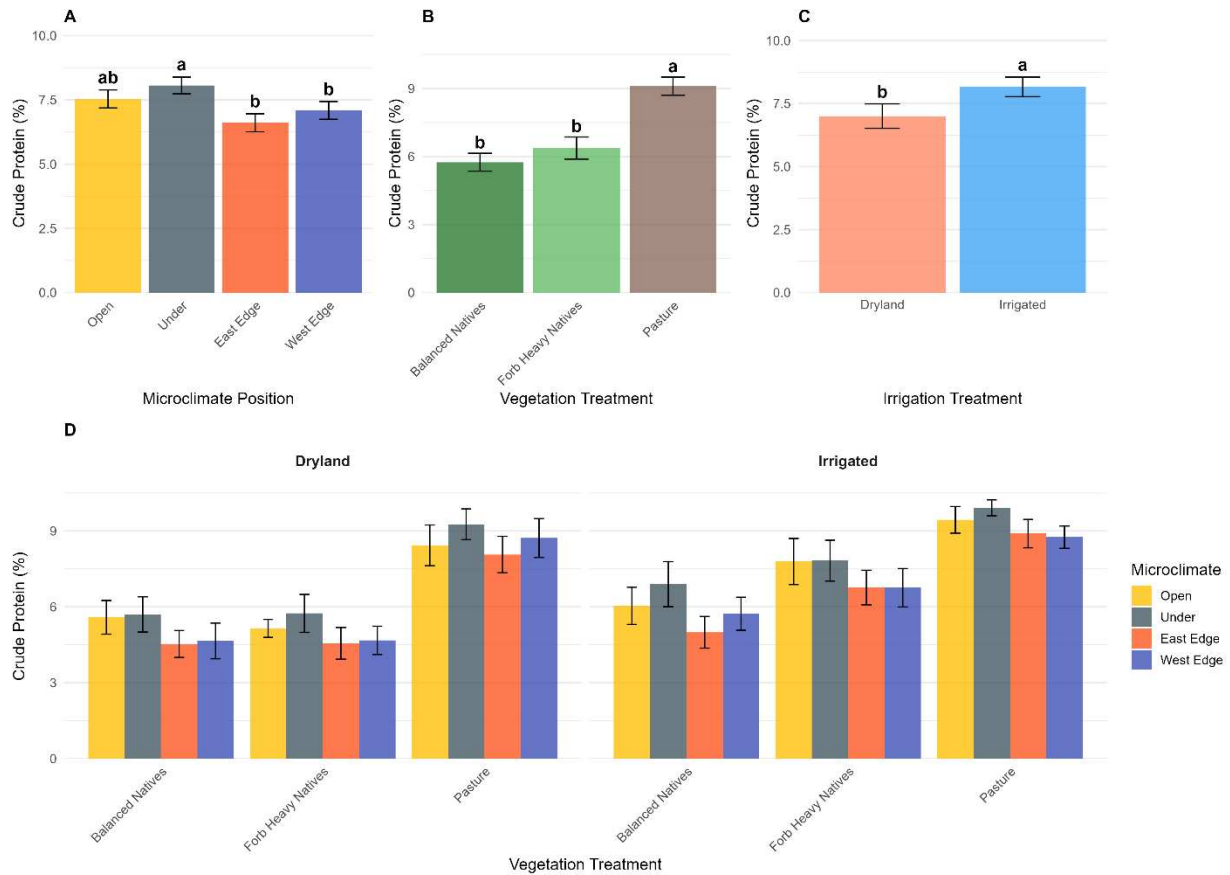 A
10.0
7.5
5.0
2.5
0.0
Crude Protein (%)
ab
a
b
b
Open
Under
East Edge
West Edge
Microclimate Position
B
9
6
3
0
Crude Protein (%)
b
b
a
Balanced Natives
Forb Heavy Natives
Pasture
Vegetation Treatment
C
10.0
7.5
5.0
2.5
0.0
Crude Protein (%)
b
a
Dryland
Irrigated
Irrigation Treatment
D
Dryland
Irrigated
9
6
3
0
Crude Protein (%)
Balanced Natives
Forb Heavy Natives
Pasture
Balanced Natives
Forb Heavy Natives
Pasture
Vegetation Treatment
Microclimate
Open
Under
East Edge
West Edge